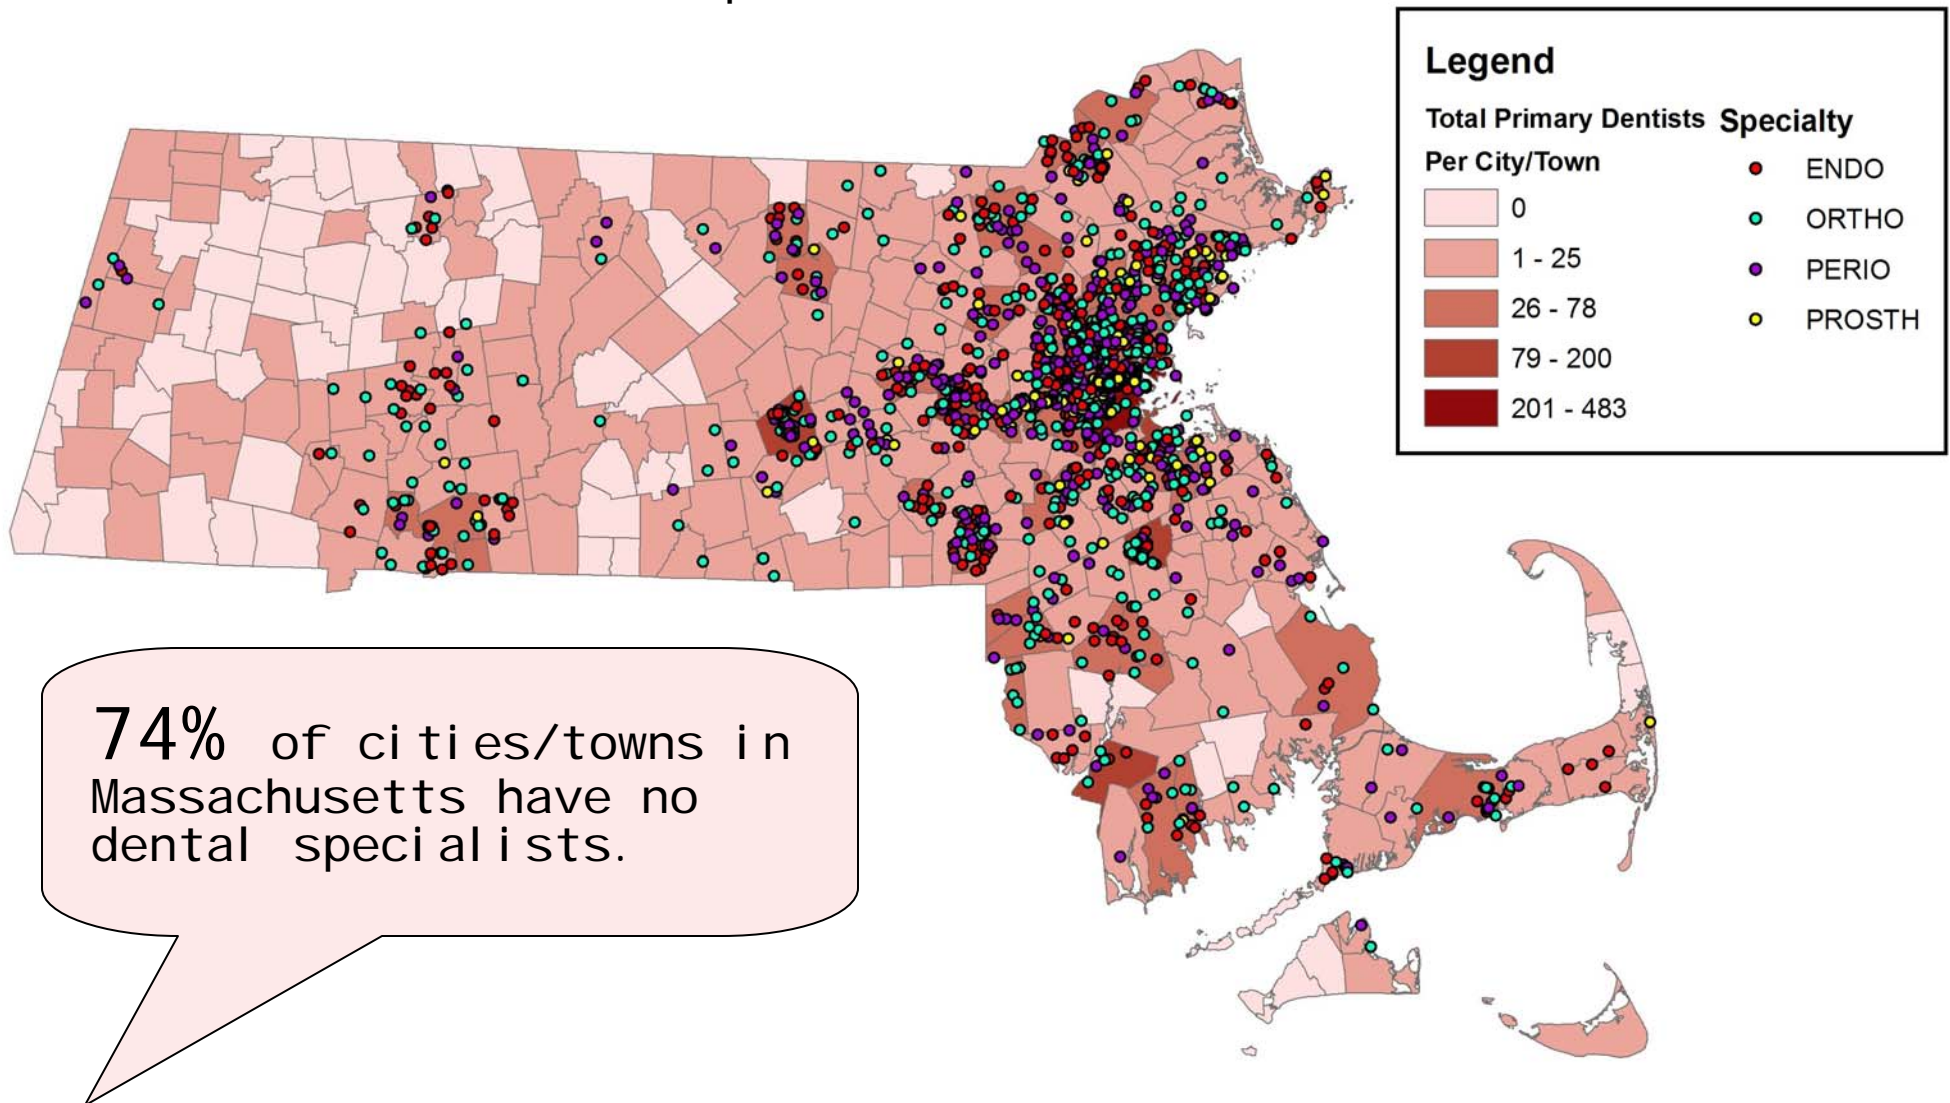 Legend
Total Primary Dentists
Per City/Town
0
1 - 25
26 - 78
79 - 200
201 - 483
Specialty
ENDO
ORTHO
PERIO
PROSTH
74% of cities/towns in
Massachusetts have no
dental specialists.